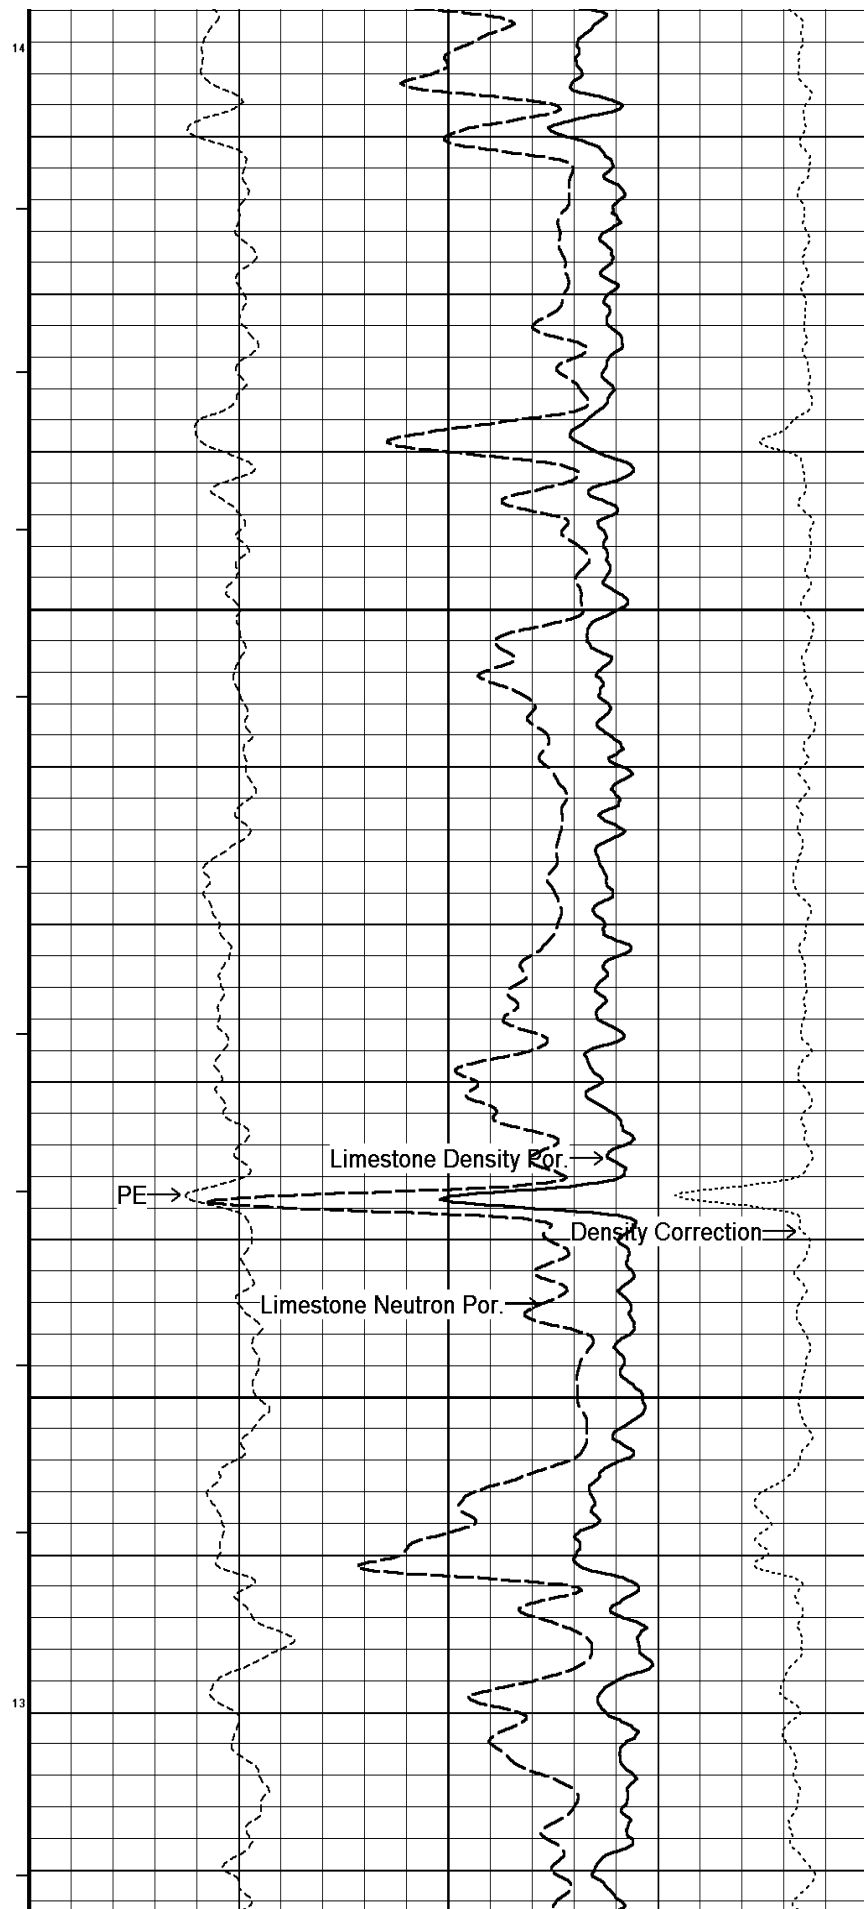 14
Limestone Density Por.
PE
Density Correction
Limestone Neutron Por.
13